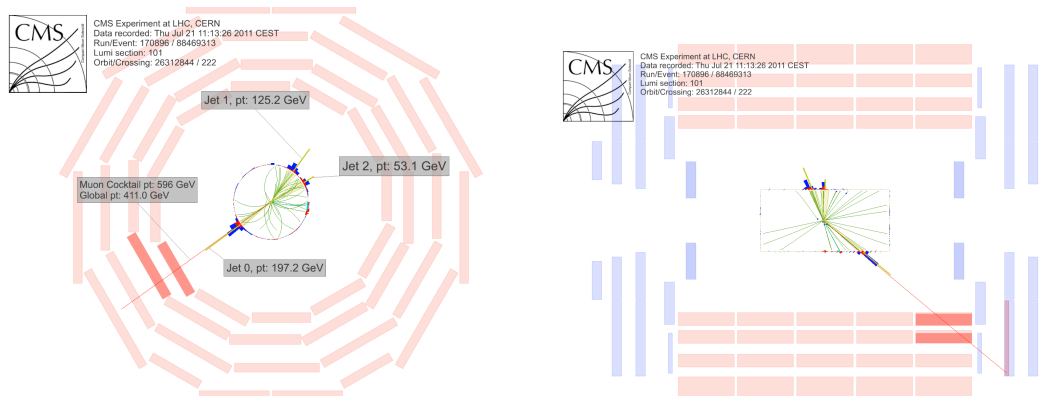 CMS
CMS Experiment at LHC, CERN
Data recorded: Thu Jul 21 11:13:26 2011 CEST
Run/Event: 170896 / 88469313
Lumi section: 101
Orbit/Crossing: 26312844 / 222
Jet 1, pt: 125.2 GeV
Jet 2, pt: 53.1 GeV
Muon Cocktail pt: 596 GeV
Global pt: 411.0 GeV
Jet 0, pt: 197.2 GeV
CMS
CMS Experiment at LHC, CERN
Data recorded: Thu Jul 21 11:13:26 2011 CEST
Run/Event: 170896 / 88469313
Lumi section: 101
Orbit/Crossing: 26312844 / 222